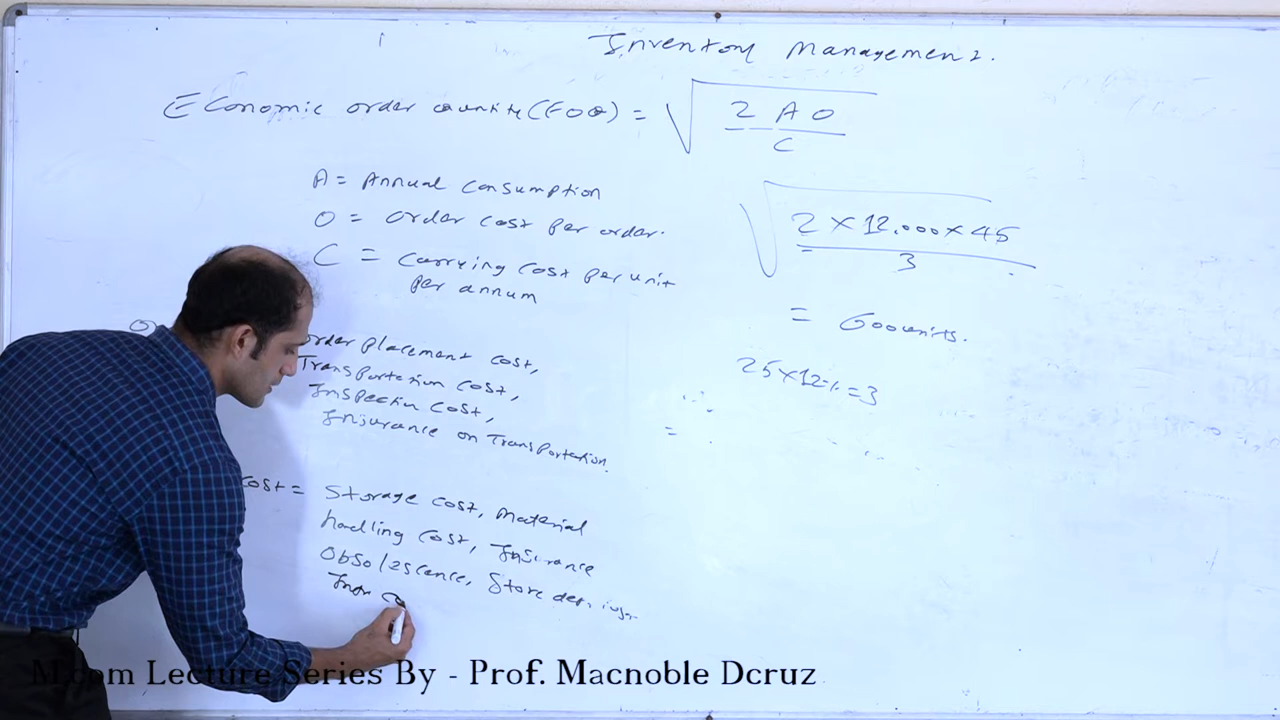 Inventory Management.
Economic order quantity (EOQ) = √ 2 A O
C
A = Annual Consumption
O = Order cost per order.
C = Carrying cost per unit
per annum
√ 2 × 12,000 × 45
3
= 600 units.
25×12% = 3
order placement cost,
Transportation cost,
Inspection cost,
Insurance on Transportation.
cost = Storage cost, Material
handling cost, Insurance
Obsolescence, Store dep,
M.com Lecture Series By - Prof. Macnoble Dcruz